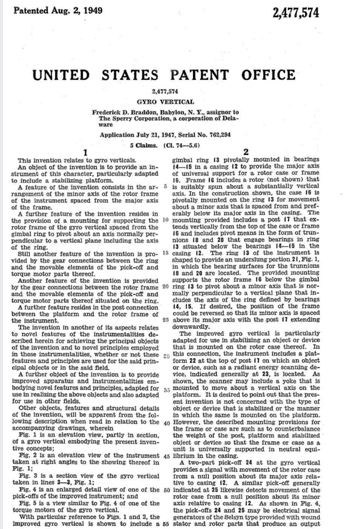 Patented Aug. 2, 1949
2,477,574
UNITED STATES PATENT OFFICE
2,477,574
GYRO VERTICAL
Frederick D. Braddon, Babylon, N. Y., assignor to
The Sperry Corporation, a corporation of Dela-
ware
Application July 21, 1947, Serial No. 762,294
5 Claims. (Cl. 74—5.6)
1
This invention relates to gyro verticals.
An object of the invention is to provide an in-
strument of this character, particularly adapted
to include a stabilizing platform.
A feature of the invention consists in the ar-
rangement of the minor axis of the rotor frame
of the instrument spaced from the major axis
of the frame.
A further feature of the invention resides in
the provision of a mounting for supporting the
rotor frame of the gyro vertical spaced from the
gimbal ring to pivot about an axis normally per-
pendicular to a vertical plane including the axis
of the ring.
Still another feature of the invention is pro-
vided by the gear connections between the ring
and the movable elements of the pick-off and
torque motor parts thereof.
Another feature of the invention is provided
by the gear connections between the rotor frame
and the movable elements of the pick-off and
torque motor parts thereof situated on the ring.
A further feature resides in the post connection
between the platform and the rotor frame of
the instrument.
The invention in another of its aspects relates
to novel features of the instrumentalities de-
scribed herein for achieving the principal objects
of the invention and to novel principles employed
in those instrumentalities, whether or not these
features and principles are used for the said prin-
cipal objects or in the said field.
A further object of the invention is to provide
improved apparatus and instrumentalities em-
bodying novel features and principles, adapted for
use in realizing the above objects and also adapted
for use in other fields.
Other objects, features and structural details
of the invention, will be apparent from the fol-
lowing description when read in relation to the
accompanying drawings, wherein
Fig. 1 is an elevation view, partly in section,
of a gyro vertical embodying the present inven-
tive concepts;
Fig. 2 is an elevation view of the instrument
taken at right angles to the showing thereof in
Fig. 1;
Fig. 3 is a section view of the gyro vertical
taken in lines 3—3, Fig. 1;
Fig. 4 is an enlarged detail view of one of the
pick-offs of the improved instrument; and
Fig. 5 is a view similar to Fig. 4 of one of the
torque motors of the gyro vertical.
With particular reference to Figs. 1 and 2, the
improved gyro vertical is shown to include a
2
gimbal ring 13 pivotally mounted in bearings
14—15 in a casing 12 to provide the major axis
of universal support for a rotor case or frame
16. Frame 16 includes a rotor (not shown) that
is suitably spun about a substantially vertical
axis. In the construction shown, the case 16 is
pivotally mounted on the ring 13 for movement
about a minor axis that is spaced from and pref-
erably below its major axis in the casing. The
mounting provided includes a post 17 that ex-
tends vertically from the top of the case or frame
16 and includes pivot means in the form of trun-
nions 18 and 20 that engage bearings in ring
13 situated below the bearings 14—15 in the
casing 12. The ring 13 of the instrument is
shaped to provide an underslung portion 21, Fig. 1,
in which the bearing surfaces for the trunnions
18 and 20 are located. The provided mounting
supports the rotor frame 16 below the gimbal
ring 13 to pivot about a minor axis that is nor-
mally perpendicular to a vertical plane that in-
cludes the axis of the ring defined by bearings
14, 15. If desired, the position of the frame
could be reversed so that its minor axis is spaced
above its major axis with the post 17 extending
downwardly.
The improved gyro vertical is particularly
adapted for use in stabilizing an object or device
that is mounted on the rotor case thereof. In
this connection, the instrument includes a plat-
form 22 at the top of post 17 on which an object
or device, such as a radiant energy scanning de-
vice, indicated generally at 23, is located. As
shown, the scanner may include a yoke that is
mounted to move about a vertical axis on the
platform. It is desired to point out that the pres-
ent invention is not concerned with the type of
object or device that is stabilized or the manner
in which the same is mounted on the platform.
However, the described mounting provisions for
the frame or case are such as to counterbalance
the weight of the post, platform and stabilized
object or device so that the frame or case as a
unit is universally supported in neutral equi-
librium in the casing.
A two-part pick-off 24 at the gyro vertical
provides a signal with movement of the rotor case
from a null position about its major axis rela-
tive to casing 12. A similar pick-off generally
indicated at 25 likewise detects movement of the
rotor case from a null position about its minor
axis relative to casing 12. As shown in Fig. 4,
the pick-offs 24 and 25 may be electrical signal
generators of the Selsyn type provided with wound
stator and rotor parts that produce an output